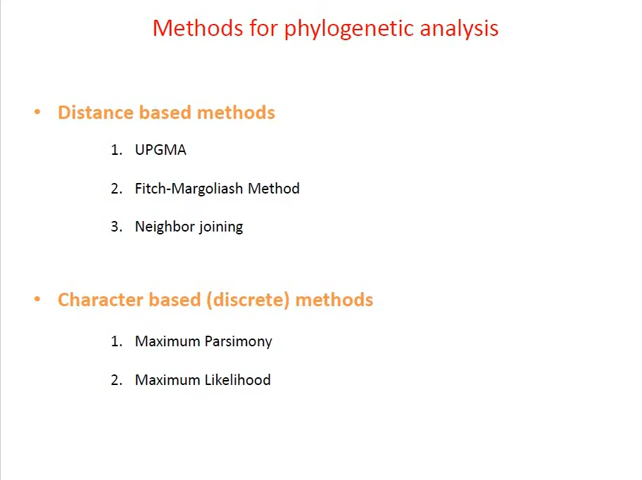 Methods for phylogenetic analysis
• Distance based methods
1. UPGMA
2. Fitch-Margoliash Method
3. Neighbor joining
• Character based (discrete) methods
1. Maximum Parsimony
2. Maximum Likelihood